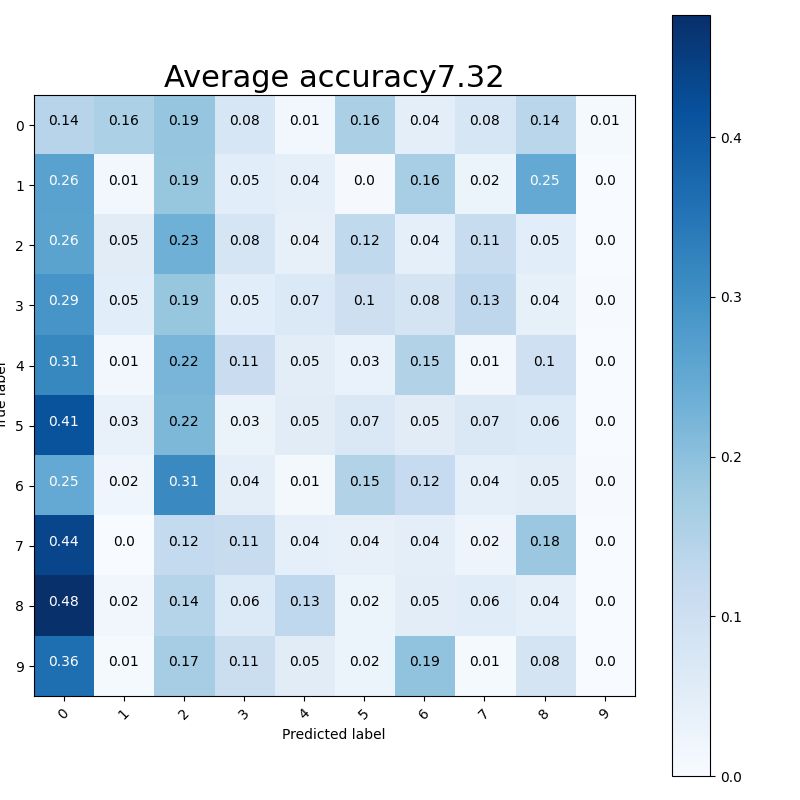 Average accuracy7.32
0 0.14 0.16 0.19 0.08 0.01 0.16 0.04 0.08 0.14 0.01
1 0.26 0.01 0.19 0.05 0.04 0.0 0.16 0.02 0.25 0.0
2 0.26 0.05 0.23 0.08 0.04 0.12 0.04 0.11 0.05 0.0
3 0.29 0.05 0.19 0.05 0.07 0.1 0.08 0.13 0.04 0.0
4 0.31 0.01 0.22 0.11 0.05 0.03 0.15 0.01 0.1 0.0
5 0.41 0.03 0.22 0.03 0.05 0.07 0.05 0.07 0.06 0.0
6 0.25 0.02 0.31 0.04 0.01 0.15 0.12 0.04 0.05 0.0
7 0.44 0.0 0.12 0.11 0.04 0.04 0.04 0.02 0.18 0.0
8 0.48 0.02 0.14 0.06 0.13 0.02 0.05 0.06 0.04 0.0
9 0.36 0.01 0.17 0.11 0.05 0.02 0.19 0.01 0.08 0.0
0 1 2 3 4 5 6 7 8 9
Predicted label
True label
0.4
0.3
0.2
0.1
0.0